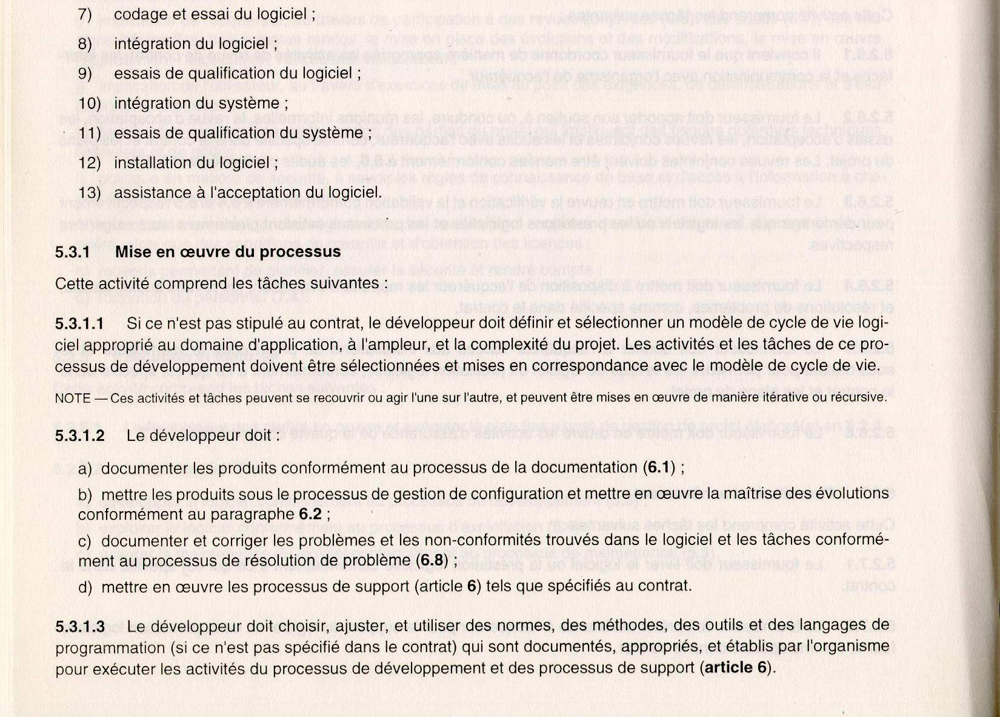 7) codage et essai du logiciel ;
8) intégration du logiciel ;
9) essais de qualification du logiciel ;
10) intégration du système ;
11) essais de qualification du système ;
12) installation du logiciel ;
13) assistance à l'acceptation du logiciel.
5.3.1 Mise en œuvre du processus
Cette activité comprend les tâches suivantes :
5.3.1.1 Si ce n'est pas stipulé au contrat, le développeur doit définir et sélectionner un modèle de cycle de vie logi-
ciel approprié au domaine d'application, à l'ampleur, et la complexité du projet. Les activités et les tâches de ce pro-
cessus de développement doivent être sélectionnées et mises en correspondance avec le modèle de cycle de vie.
NOTE — Ces activités et tâches peuvent se recouvrir ou agir l'une sur l'autre, et peuvent être mises en œuvre de manière itérative ou récursive.
5.3.1.2 Le développeur doit :
a) documenter les produits conformément au processus de la documentation (6.1) ;
b) mettre les produits sous le processus de gestion de configuration et mettre en œuvre la maîtrise des évolutions
conformément au paragraphe 6.2 ;
c) documenter et corriger les problèmes et les non-conformités trouvés dans le logiciel et les tâches conformé-
ment au processus de résolution de problème (6.8) ;
d) mettre en œuvre les processus de support (article 6) tels que spécifiés au contrat.
5.3.1.3 Le développeur doit choisir, ajuster, et utiliser des normes, des méthodes, des outils et des langages de
programmation (si ce n'est pas spécifié dans le contrat) qui sont documentés, appropriés, et établis par l'organisme
pour exécuter les activités du processus de développement et des processus de support (article 6).